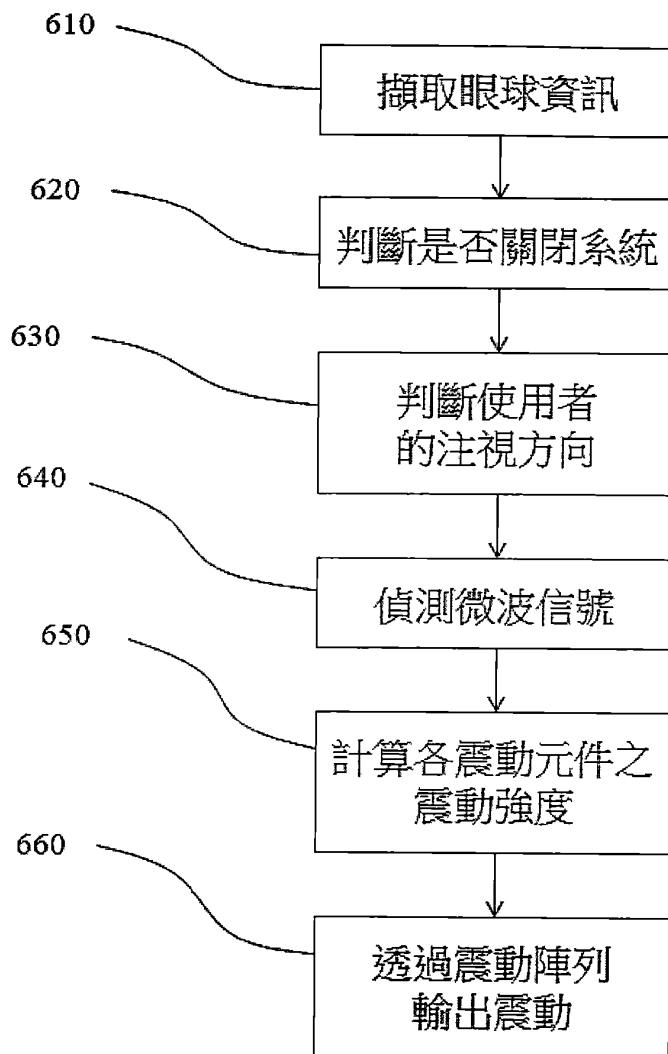 610
擷取眼球資訊
620
判斷是否關閉系統
630
判斷使用者
的注視方向
640
偵測微波信號
650
計算各震動元件之
震動強度
660
透過震動陣列
輸出震動